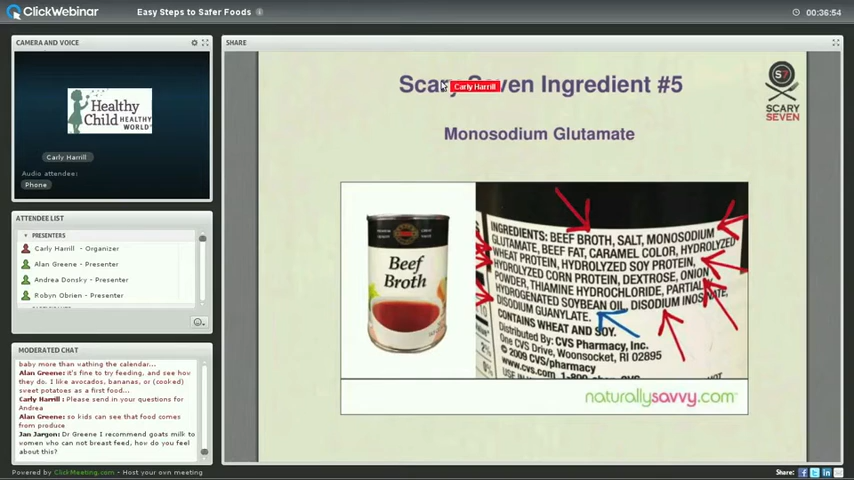 ClickWebinar
Easy Steps to Safer Foods
00:36:54
CAMERA AND VOICE
Healthy
Child HEALTHY
WORLD
Carly Harrill
Audio attendee:
Phone
ATTENDEE LIST
PRESENTERS
Carly Harrill - Organizer
Alan Greene - Presenter
Andrea Donsky - Presenter
Robyn Obrien - Presenter
MODERATED CHAT
baby more than vathing the calendar...
Alan Greene: it's fine to try feeding, and see how
they do. I like avocados, bananas, or (cooked)
sweet potatoes as a first food...
Carly Harrill: Please send in your questions for
Andrea
Alan Greene: so kids can see that food comes
from produce
Jan Jargon: Dr Greene I recommend goats milk to
women who can not breast feed, how do you feel
about this?
SHARE
Scary Seven Ingredient #5
Carly Harrill
S7
SCARY
SEVEN
Monosodium Glutamate
Beef
Broth
INGREDIENTS: BEEF BROTH, SALT, MONOSODIUM
GLUTAMATE, BEEF FAT, CARAMEL COLOR, HYDROLYZED
WHEAT PROTEIN, HYDROLYZED SOY PROTEIN,
HYDROLYZED CORN PROTEIN, DEXTROSE, ONION
POWDER, THIAMINE HYDROCHLORIDE, PARTIALLY
HYDROGENATED SOYBEAN OIL, DISODIUM INOSINATE,
DISODIUM GUANYLATE.
CONTAINS WHEAT AND SOY.
Distributed By: CVS Pharmacy, Inc.
One CVS Drive, Woonsocket, RI 02895
© 2009 CVS/pharmacy
www.cvs.com
naturallysavvy.com
Powered by ClickMeeting.com - Host your own meeting
Share: